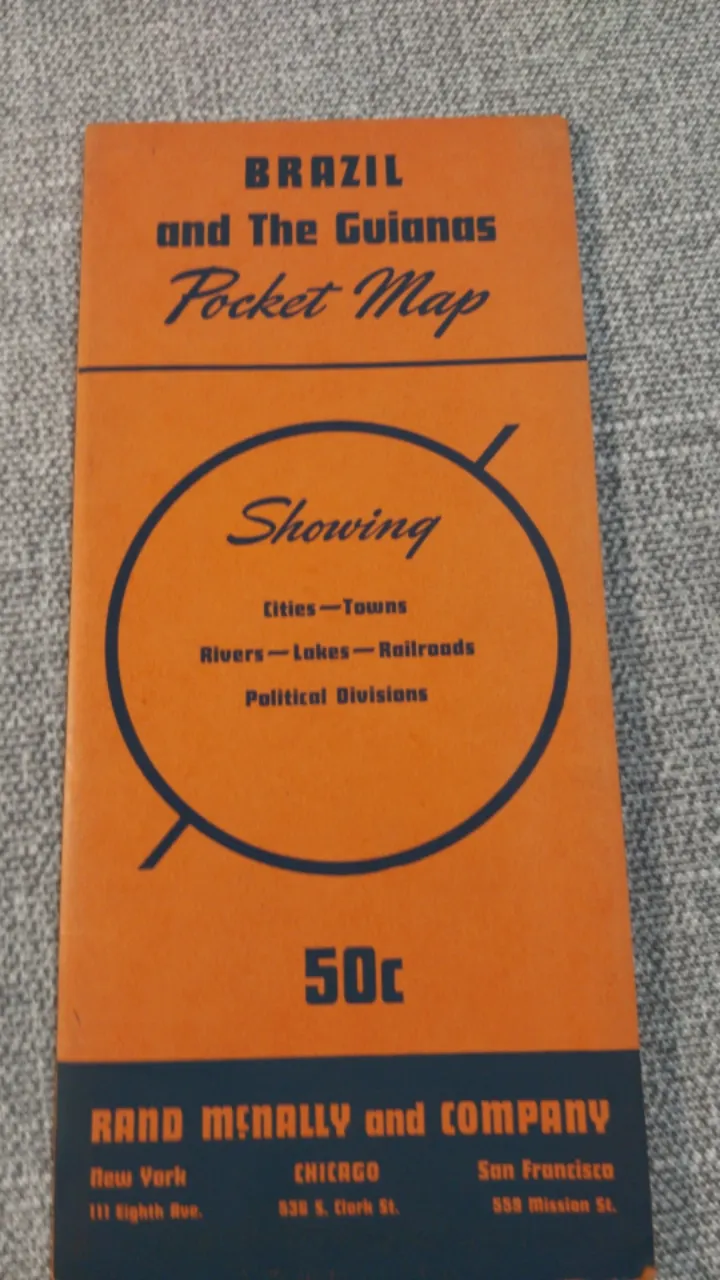 BRAZIL
and The Guianas
Pocket Map
Showing
Cities—Towns
Rivers—Lakes—Railroads
Political Divisions
50c
RAND McNALLY and COMPANY
New York CHICAGO San Francisco
111 Eighth Ave. 536 S. Clark St. 559 Mission St.